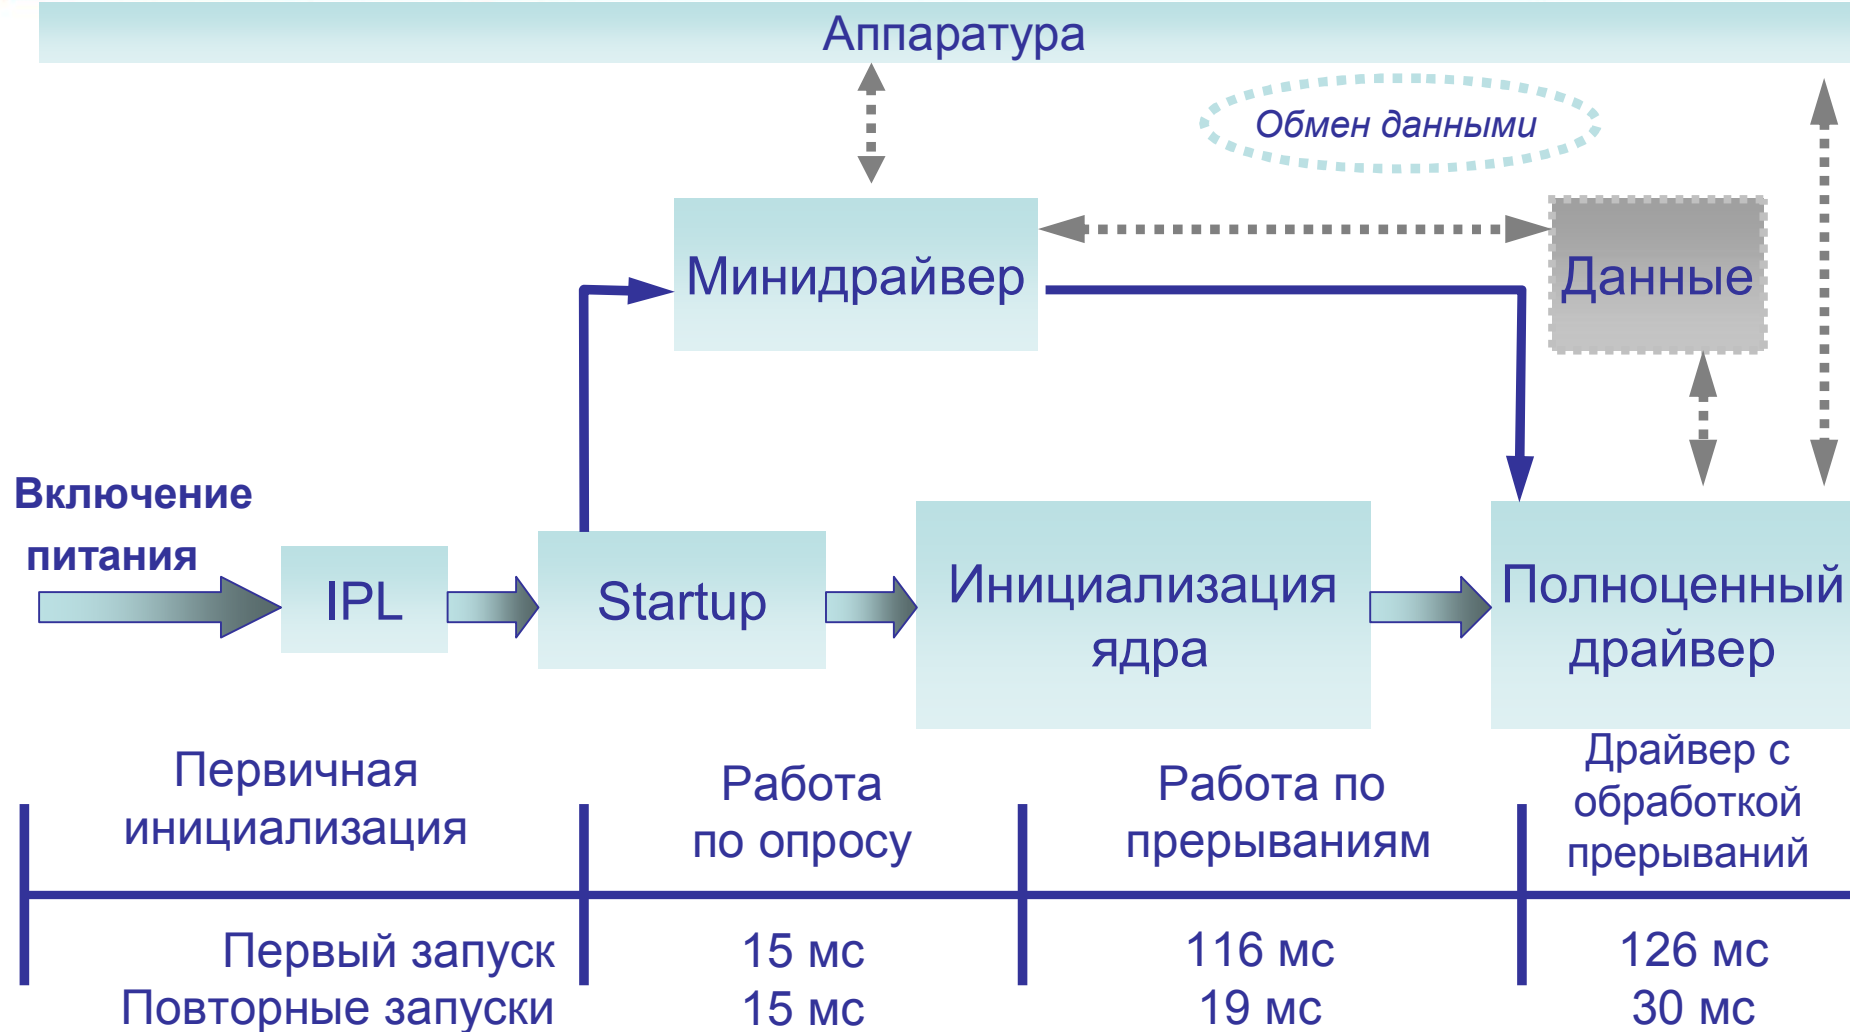 Аппаратура
Обмен данными
Минидрайвер
Данные
Включение
питания
IPL
Startup
Инициализация
ядра
Полноценный
драйвер
Первичная
инициализация
Работа
по опросу
Работа по
прерываниям
Драйвер с
обработкой
прерываний
Первый запуск
15 мс
116 мс
126 мс
Повторные запуски
15 мс
19 мс
30 мс